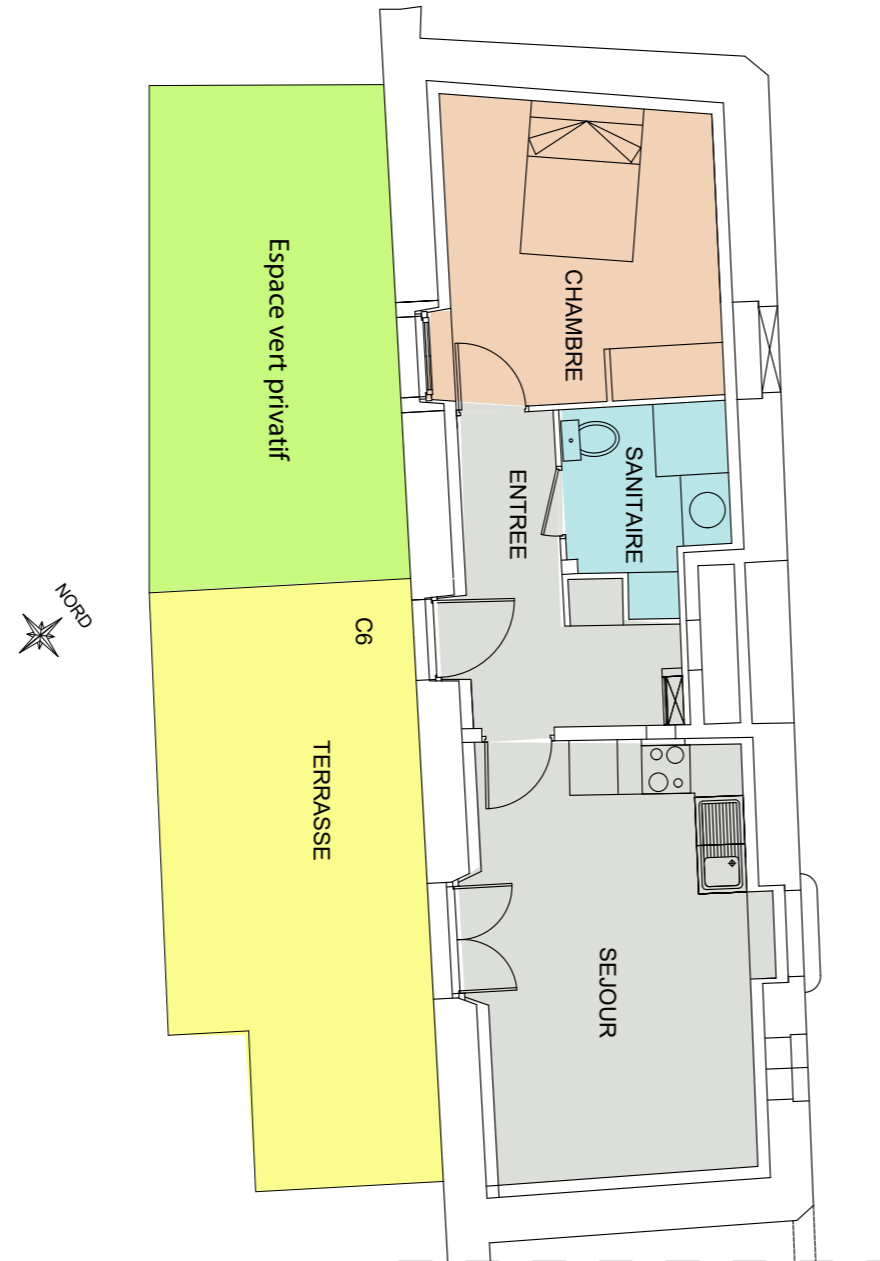 Espace vert privatif
CHAMBRE
SANITAIRE
ENTREE
NORD
C6
TERRASSE
SEJOUR